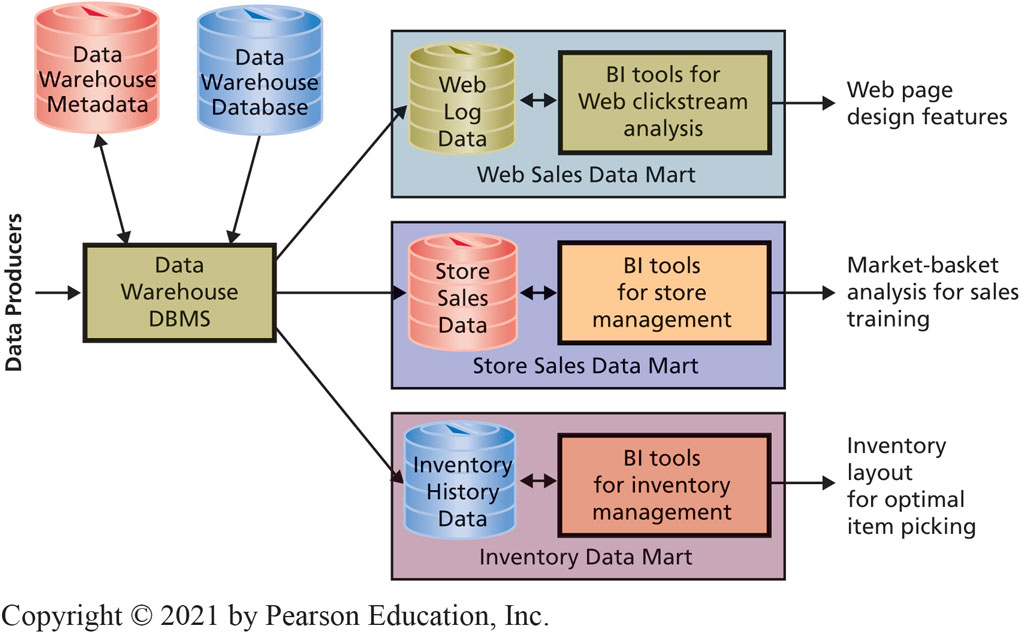 Data
Warehouse
Metadata
Data
Warehouse
Database
Data Producers
Data
Warehouse
DBMS
Web
Log
Data
BI tools for
Web clickstream
analysis
Web Sales Data Mart
Web page
design features
Store
Sales
Data
BI tools
for store
management
Store Sales Data Mart
Market-basket
analysis for sales
training
Inventory
History
Data
BI tools
for inventory
management
Inventory Data Mart
Inventory
layout
for optimal
item picking
Copyright © 2021 by Pearson Education, Inc.